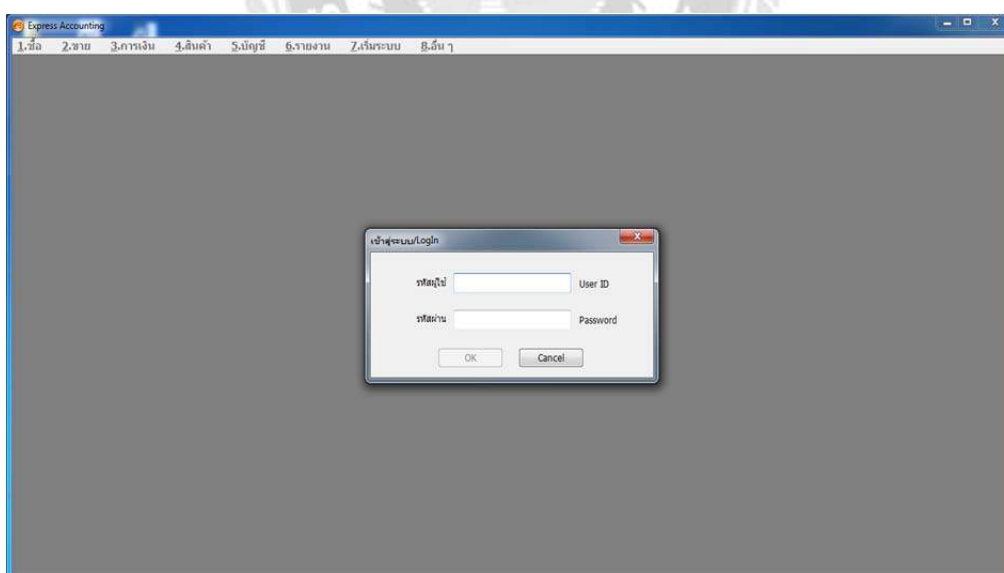 Express Accounting
1.ซื้อ 2.ขาย 3.การเงิน 4.สินค้า 5.บัญชี 6.รายงาน 7.เริ่มระบบ 8.อื่น ๆ
เข้าสู่ระบบ/LogIn
รหัสผู้ใช้ User ID
รหัสผ่าน Password
OK Cancel